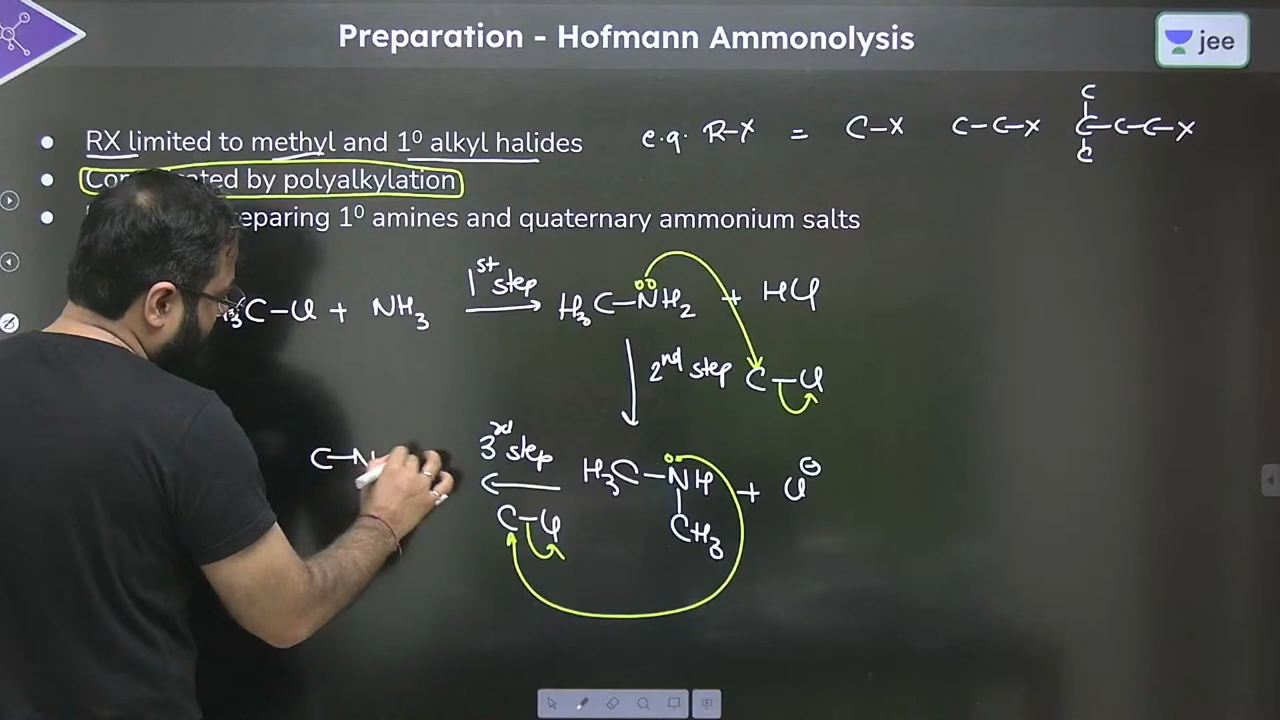 Preparation - Hofmann Ammonolysis
jee
RX limited to methyl and 1⁰ alkyl halides
e.g. R-X = C-X C-C-X C-C-C-X
C
C
by polyalkylation
1⁰ amines and quaternary ammonium salts
C-Cl + NH₃ 1st step H₃C-NH₂ + HCl
2nd step C-Cl
C-N 3rd step H₃C-NH + Cl⊖
C-Cl CH₃